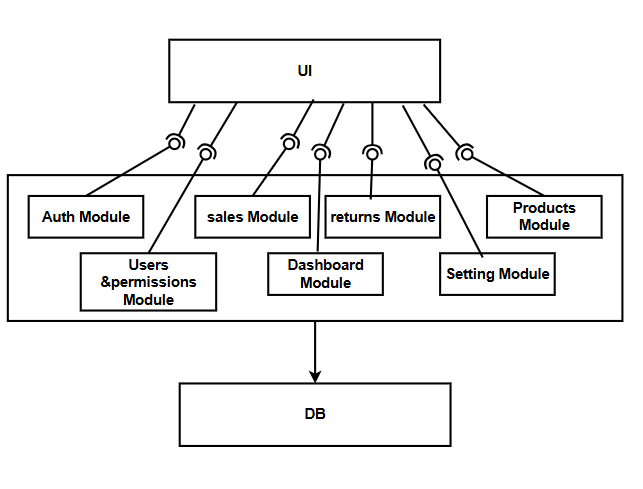 UI
Auth Module
sales Module
returns Module
Products
Module
Users
&permissions
Module
Dashboard
Module
Setting Module
DB